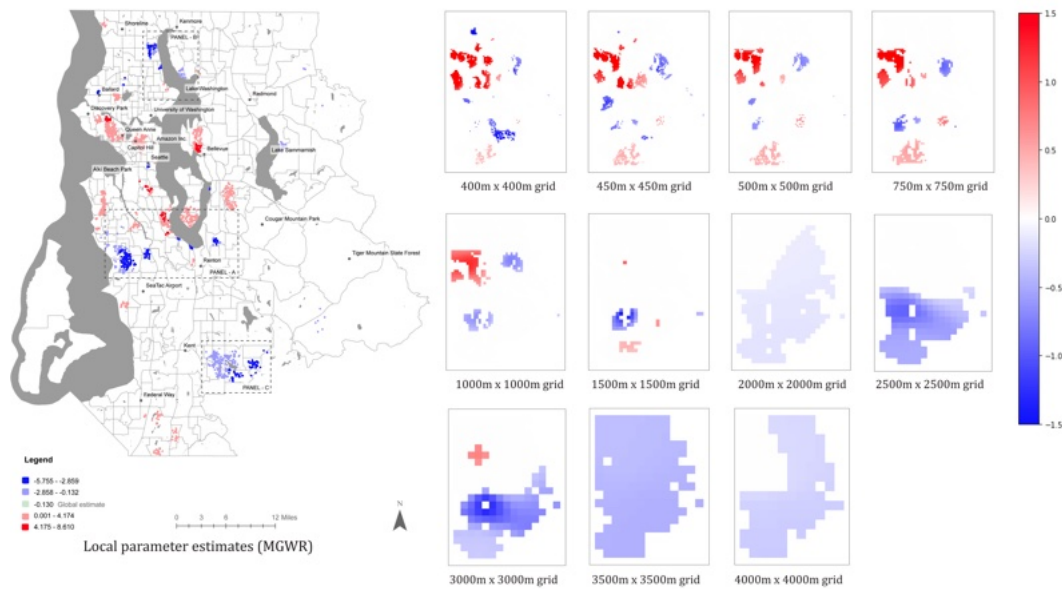 Shoreline
Kenmore
PANEL - B
Ballard
Lake Washington
Redmond
Discovery Park
University of Washington
Queen Anne
Amazon Inc.
Capitol Hill
Seattle
Bellevue
Lake Sammamish
Alki Beach Park
Cougar Mountain Park
Tiger Mountain State Forest
Renton
PANEL - A
SeaTac Airport
Kent
PANEL - C
Federal Way
Legend
-5.755 - -2.859
-2.858 - -0.132
-0.130 Global estimate
0.001 - 4.174
4.175 - 8.610
N
0 3 6 12 Miles
Local parameter estimates (MGWR)
400m x 400m grid
450m x 450m grid
500m x 500m grid
750m x 750m grid
1000m x 1000m grid
1500m x 1500m grid
2000m x 2000m grid
2500m x 2500m grid
3000m x 3000m grid
3500m x 3500m grid
4000m x 4000m grid
1.5
1.0
0.5
0.0
−0.5
−1.0
−1.5